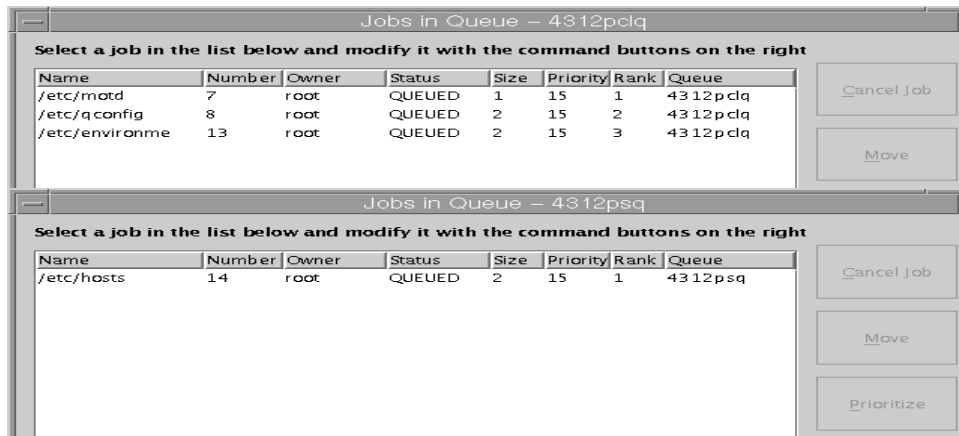 Jobs in Queue – 4312pclq
Select a job in the list below and modify it with the command buttons on the right
Name Number Owner Status Size Priority Rank Queue
/etc/motd 7 root QUEUED 1 15 1 4312pclq
/etc/qconfig 8 root QUEUED 2 15 2 4312pclq
/etc/environme 13 root QUEUED 2 15 3 4312pclq
Cancel Job
Move
Jobs in Queue – 4312psq
Select a job in the list below and modify it with the command buttons on the right
Name Number Owner Status Size Priority Rank Queue
/etc/hosts 14 root QUEUED 2 15 1 4312psq
Cancel Job
Move
Prioritize